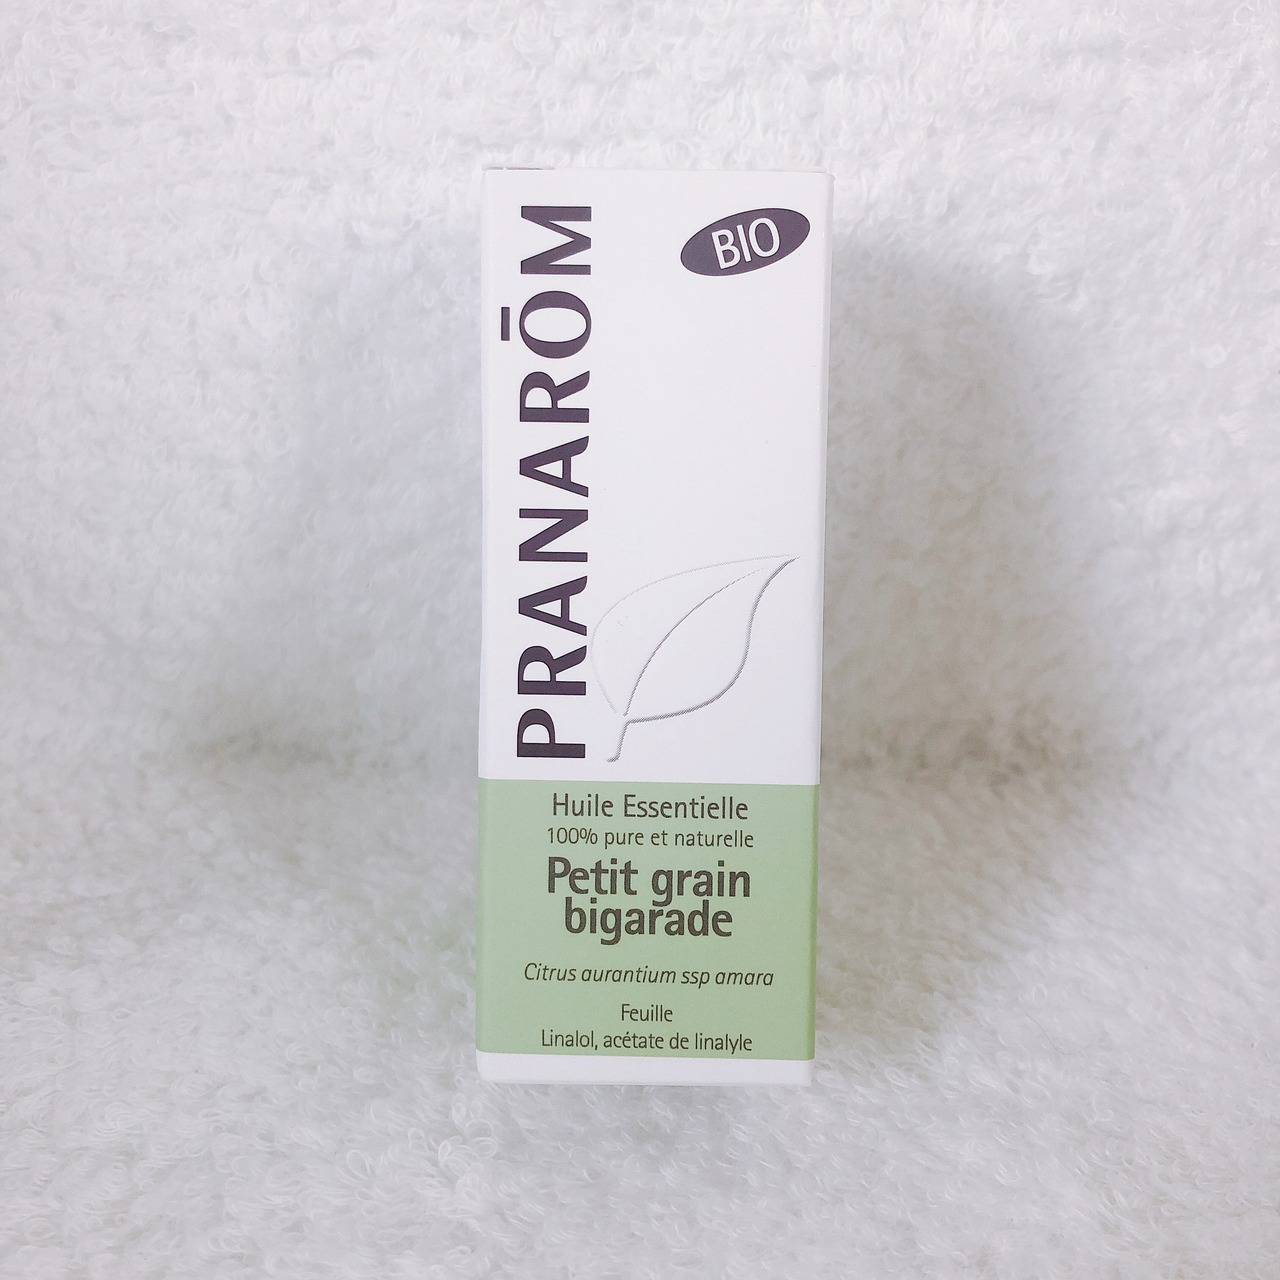 PRANARŌM
BIO
Huile Essentielle
100% pure et naturelle
Petit grain
bigarade
Citrus aurantium ssp amara
Feuille
Linalol, acétate de linalyle